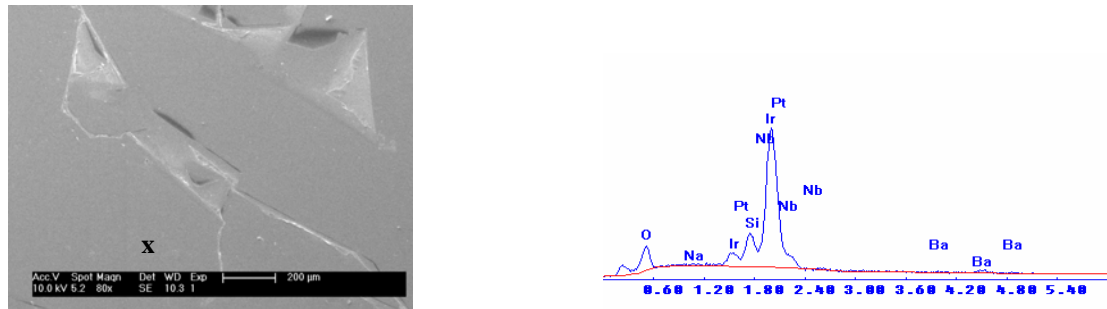 x
Acc.V Spot Magn Det WD Exp 200 µm
10.0 kV 5.2 80x SE 10.3 1
Pt
Ir
Nb
Nb
Pt Nb
Si
O Ir Ba Ba
Na Ba
0.60 1.20 1.80 2.40 3.00 3.60 4.20 4.80 5.40